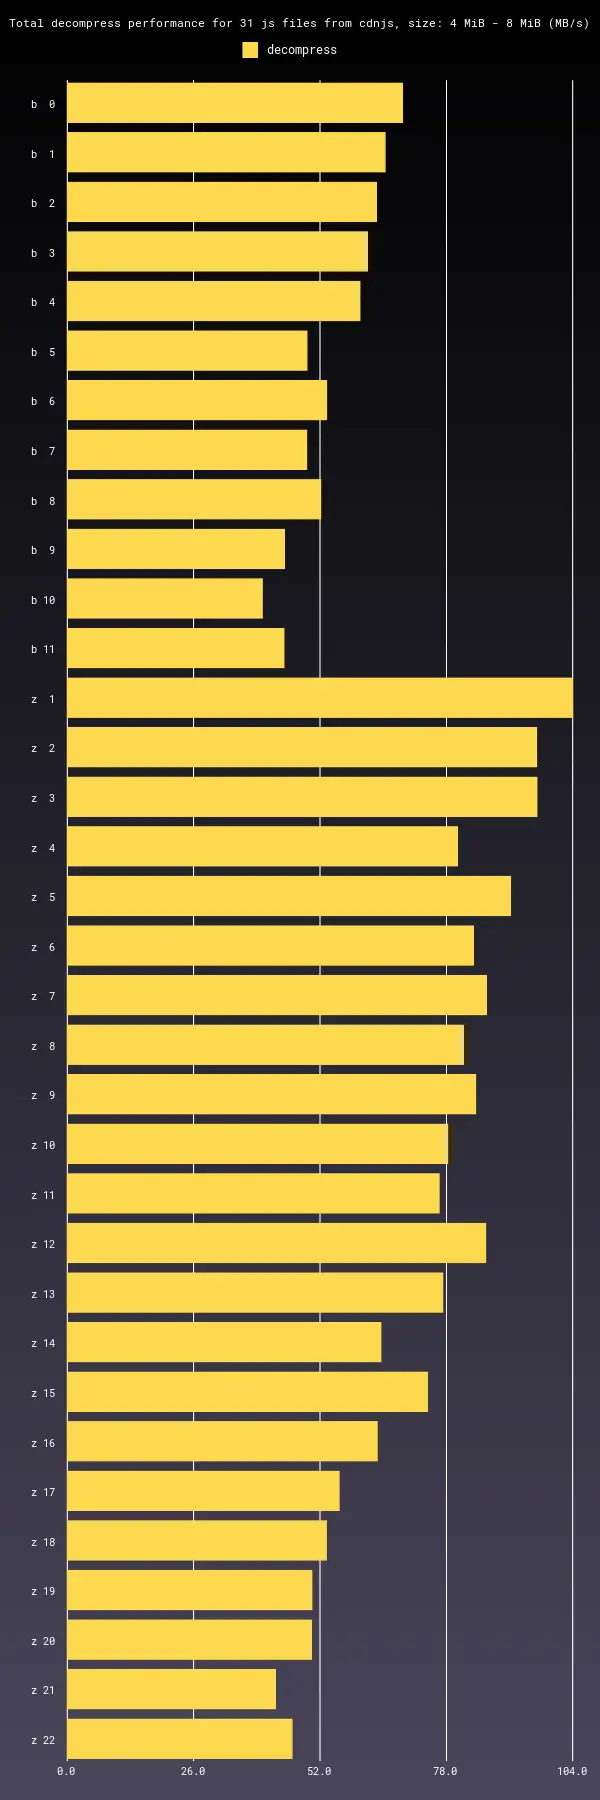 Total decompress performance for 31 js files from cdnjs, size: 4 MiB - 8 MiB (MB/s)
decompress
b 0
b 1
b 2
b 3
b 4
b 5
b 6
b 7
b 8
b 9
b 10
b 11
z 1
z 2
z 3
z 4
z 5
z 6
z 7
z 8
z 9
z 10
z 11
z 12
z 13
z 14
z 15
z 16
z 17
z 18
z 19
z 20
z 21
z 22
0.0 26.0 52.0 78.0 104.0